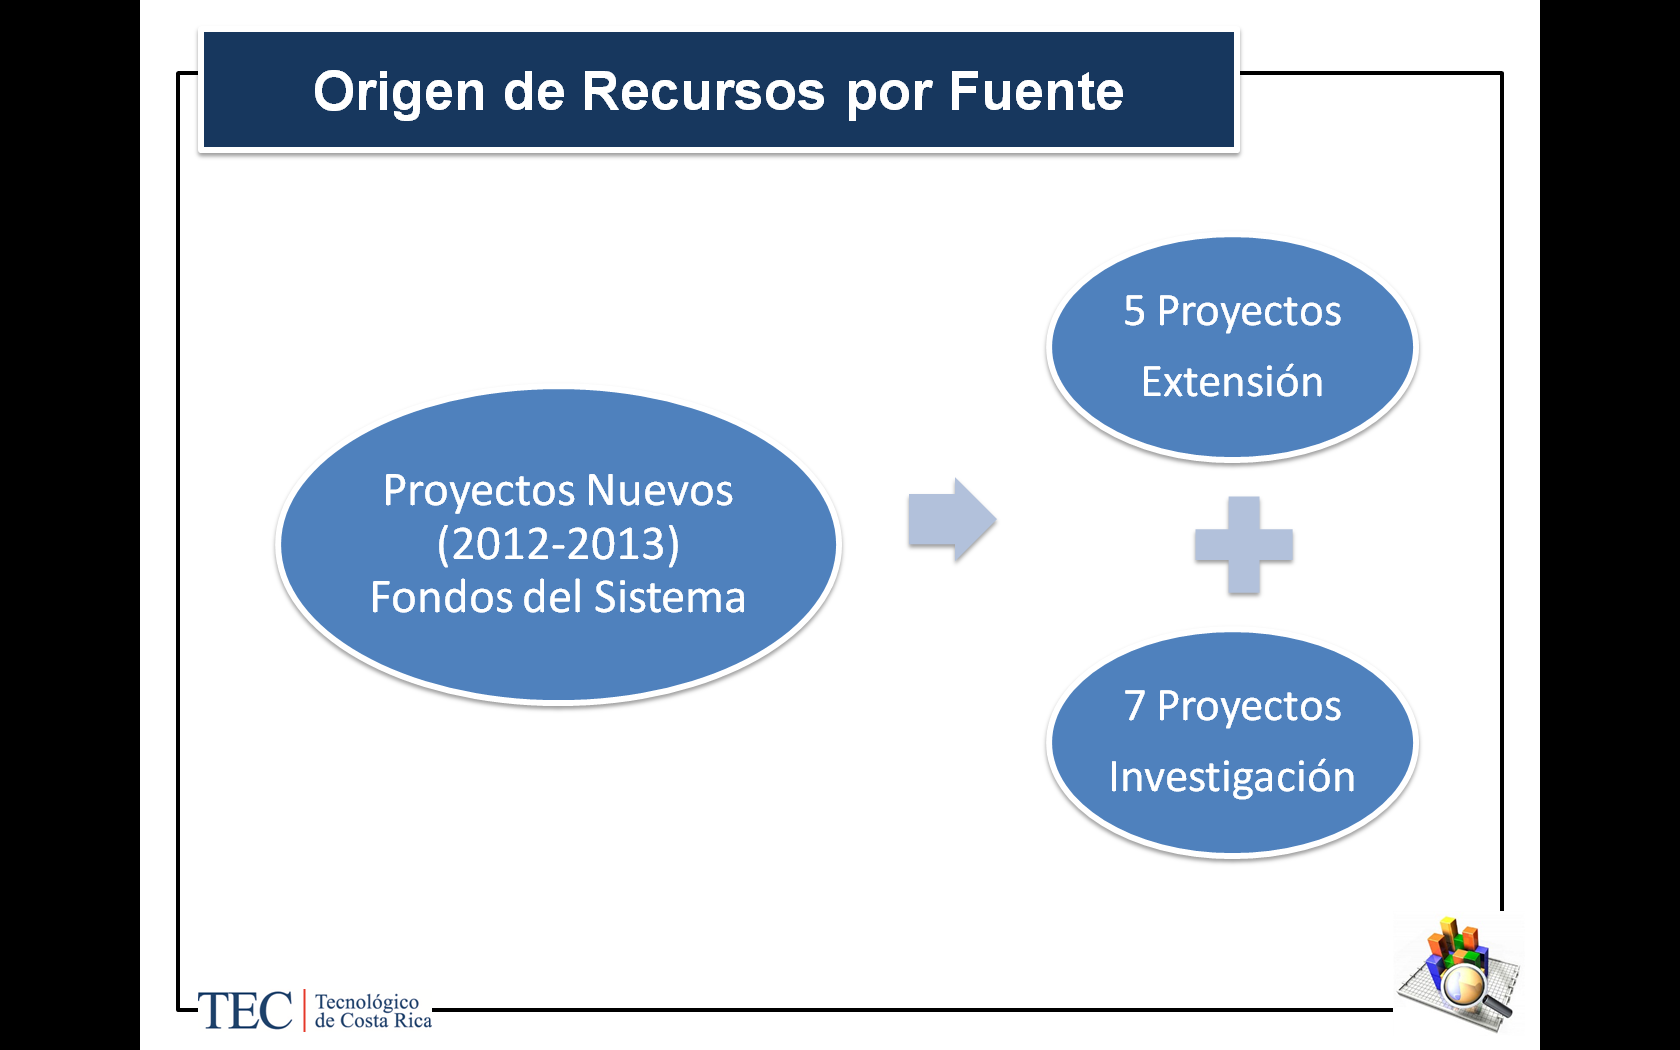 Origen de Recursos por Fuente
Proyectos Nuevos
(2012-2013)
Fondos del Sistema
5 Proyectos
Extensión
7 Proyectos
Investigación
TEC
Tecnológico
de Costa Rica